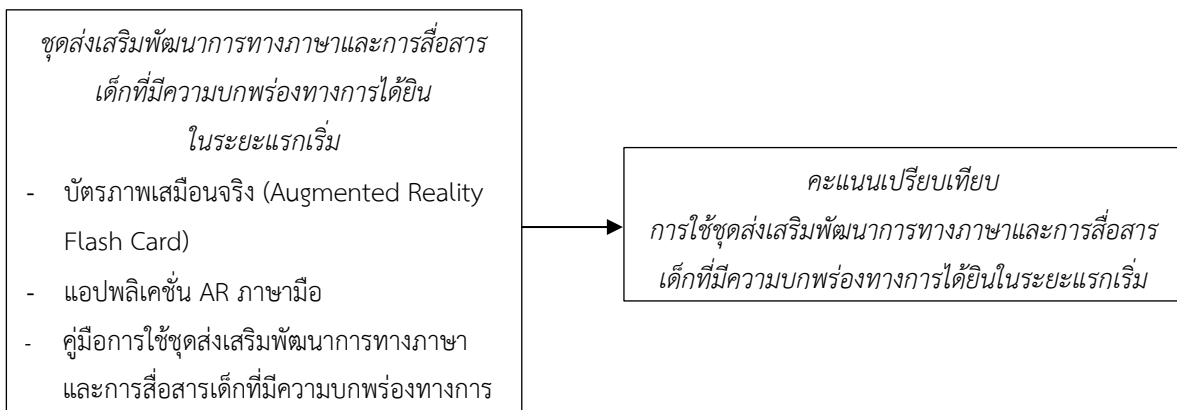 ชุดส่งเสริมพัฒนาการทางภาษาและการสื่อสาร
เด็กที่มีความบกพร่องทางการได้ยิน
ในระยะแรกเริ่ม
- บัตรภาพเสมือนจริง (Augmented Reality
Flash Card)
- แอปพลิเคชั่น AR ภาษามือ
- คู่มือการใช้ชุดส่งเสริมพัฒนาการทางภาษา
และการสื่อสารเด็กที่มีความบกพร่องทางการ
คะแนนเปรียบเทียบ
การใช้ชุดส่งเสริมพัฒนาการทางภาษาและการสื่อสาร
เด็กที่มีความบกพร่องทางการได้ยินในระยะแรกเริ่ม